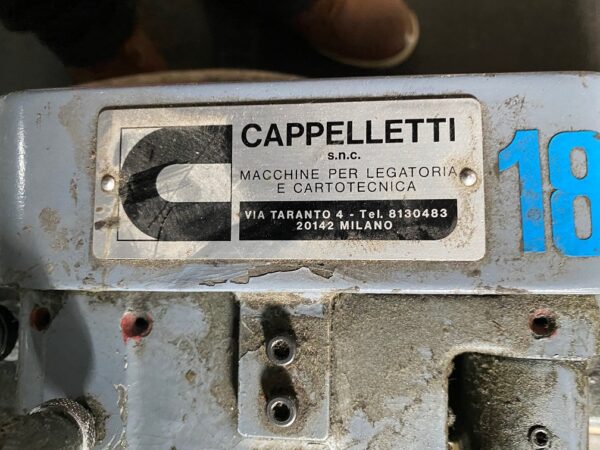 CAPPELLETTI
s.n.c.
MACCHINE PER LEGATORIA
E CARTOTECNICA
VIA TARANTO 4 - Tel. 8130483
20142 MILANO
18